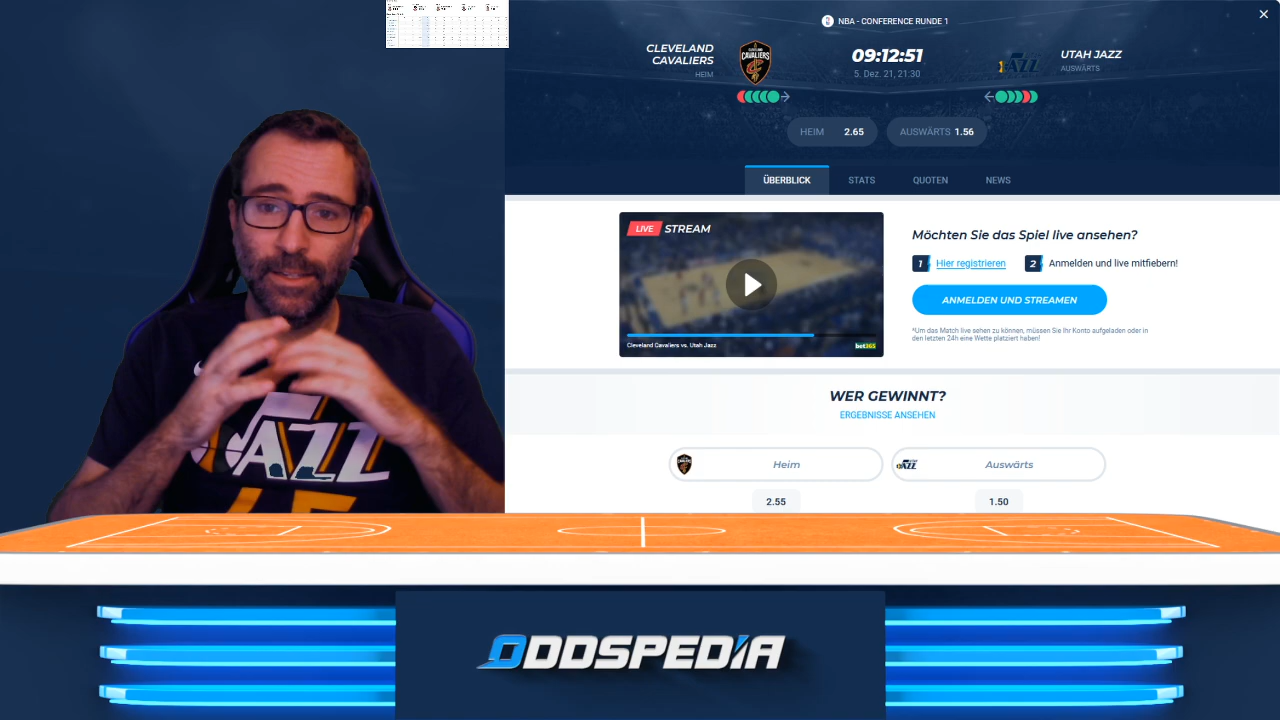 NBA - CONFERENCE RUNDE 1
CLEVELAND
CAVALIERS
HEIM
CAVALIERS
09:12:51
5. Dez. 21, 21:30
JAZZ
UTAH JAZZ
AUSWÄRTS
HEIM 2.65
AUSWÄRTS 1.56
ÜBERBLICK STATS QUOTEN NEWS
LIVE STREAM
Cleveland Cavaliers vs. Utah Jazz
bet365
Möchten Sie das Spiel live ansehen?
1 Hier registrieren 2 Anmelden und live mitfiebern!
ANMELDEN UND STREAMEN
*Um das Match live sehen zu können, müssen Sie Ihr Konto aufgeladen oder in
den letzten 24h eine Wette platziert haben!
WER GEWINNT?
ERGEBNISSE ANSEHEN
Heim
JAZZ
Auswärts
2.55
1.50
JAZZ
45
ODDSPEDIA